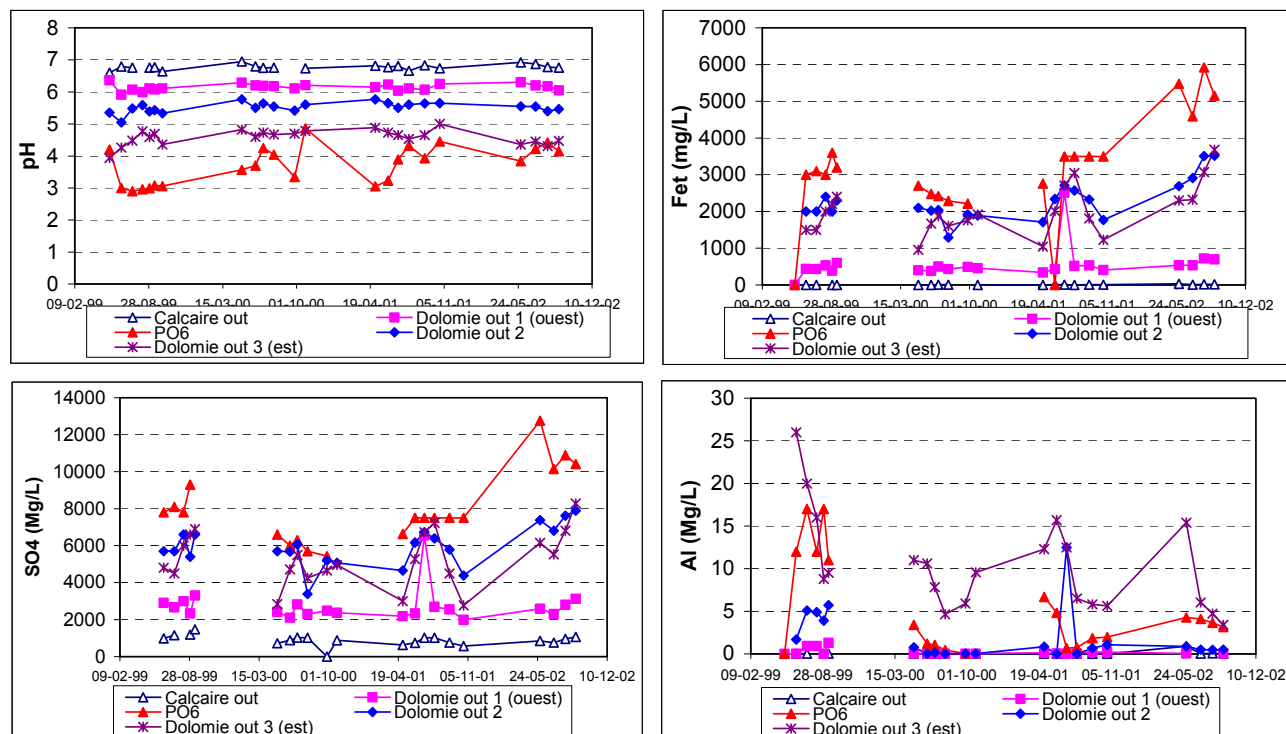 8
7
6
5
4
3
2
1
0
pH
09-02-99 28-08-99 15-03-00 01-10-00 19-04-01 05-11-01 24-05-02 10-12-02
Calcaire out Dolomie out 1 (ouest)
PO6 Dolomie out 2
Dolomie out 3 (est)
7000
6000
5000
4000
3000
2000
1000
0
Fet (mg/L)
09-02-99 28-08-99 15-03-00 01-10-00 19-04-01 05-11-01 24-05-02 10-12-02
Calcaire out Dolomie out 1 (ouest)
PO6 Dolomie out 2
Dolomie out 3 (est)
14000
12000
10000
8000
6000
4000
2000
0
SO4 (Mg/L)
09-02-99 28-08-99 15-03-00 01-10-00 19-04-01 05-11-01 24-05-02 10-12-02
Calcaire out Dolomie out 1 (ouest)
PO6 Dolomie out 2
Dolomie out 3 (est)
30
25
20
15
10
5
0
Al (Mg/L)
09-02-99 28-08-99 15-03-00 01-10-00 19-04-01 05-11-01 24-05-02 10-12-02
Calcaire out Dolomie out 1 (ouest)
PO6 Dolomie out 2
Dolomie out 3 (est)